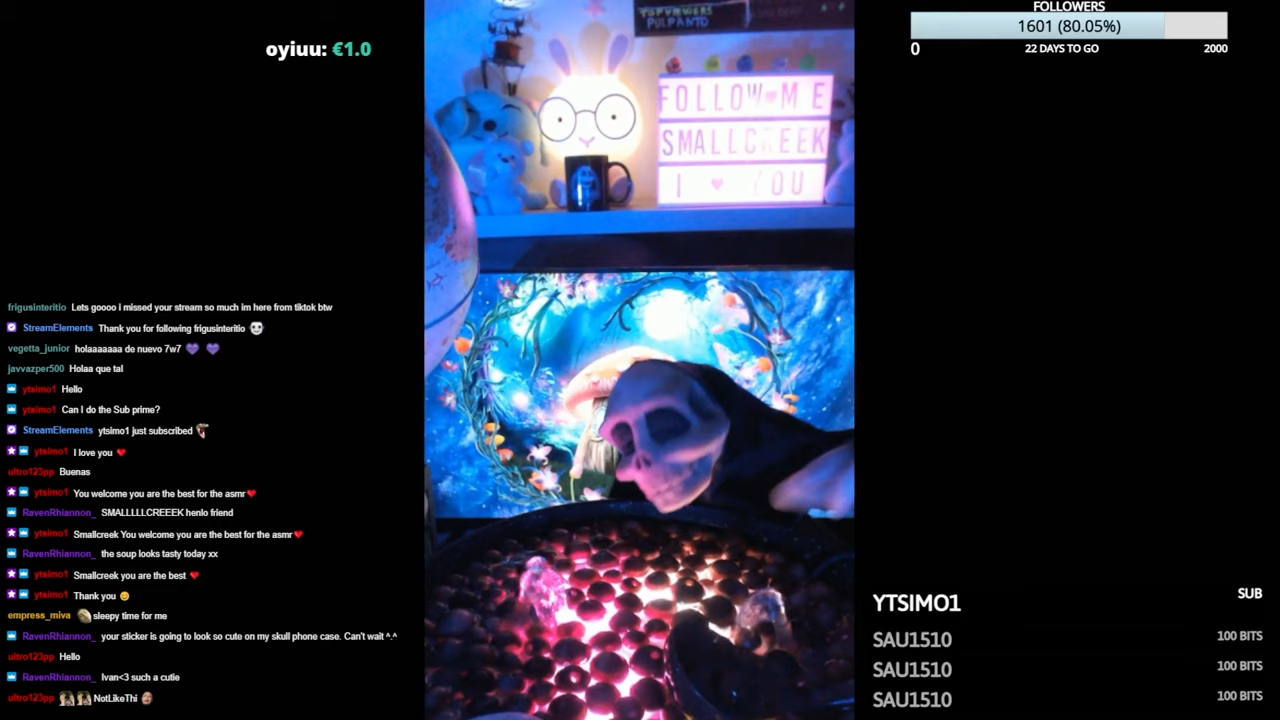 oyiuu: €1.0
TOPVIEWERS
PULPANTO
FOLLOW♥ME
SMALLCREEK
I ♥ YOU
FOLLOWERS
1601 (80.05%)
0
22 DAYS TO GO
2000
frigusinteritio Lets goooo i missed your stream so much im here from tiktok btw
StreamElements Thank you for following frigusinteritio
vegetta_junior holaaaaaaa de nuevo 7w7
javvazper500 Holaa que tal
ytsimo1 Hello
ytsimo1 Can I do the Sub prime?
StreamElements ytsimo1 just subscribed
ytsimo1 I love you
ultro123pp Buenas
ytsimo1 You welcome you are the best for the asmr
RavenRhiannon_ SMALLLLLCREEEK henlo friend
ytsimo1 Smallcreek You welcome you are the best for the asmr
RavenRhiannon_ the soup looks tasty today xx
ytsimo1 Smallcreek you are the best
ytsimo1 Thank you
empress_miva sleepy time for me
RavenRhiannon_ your sticker is going to look so cute on my skull phone case. Can't wait ^.^
ultro123pp Hello
RavenRhiannon_ Ivan<3 such a cutie
ultro123pp NotLikeThi
YTSIMO1 SUB
SAU1510 100 BITS
SAU1510 100 BITS
SAU1510 100 BITS